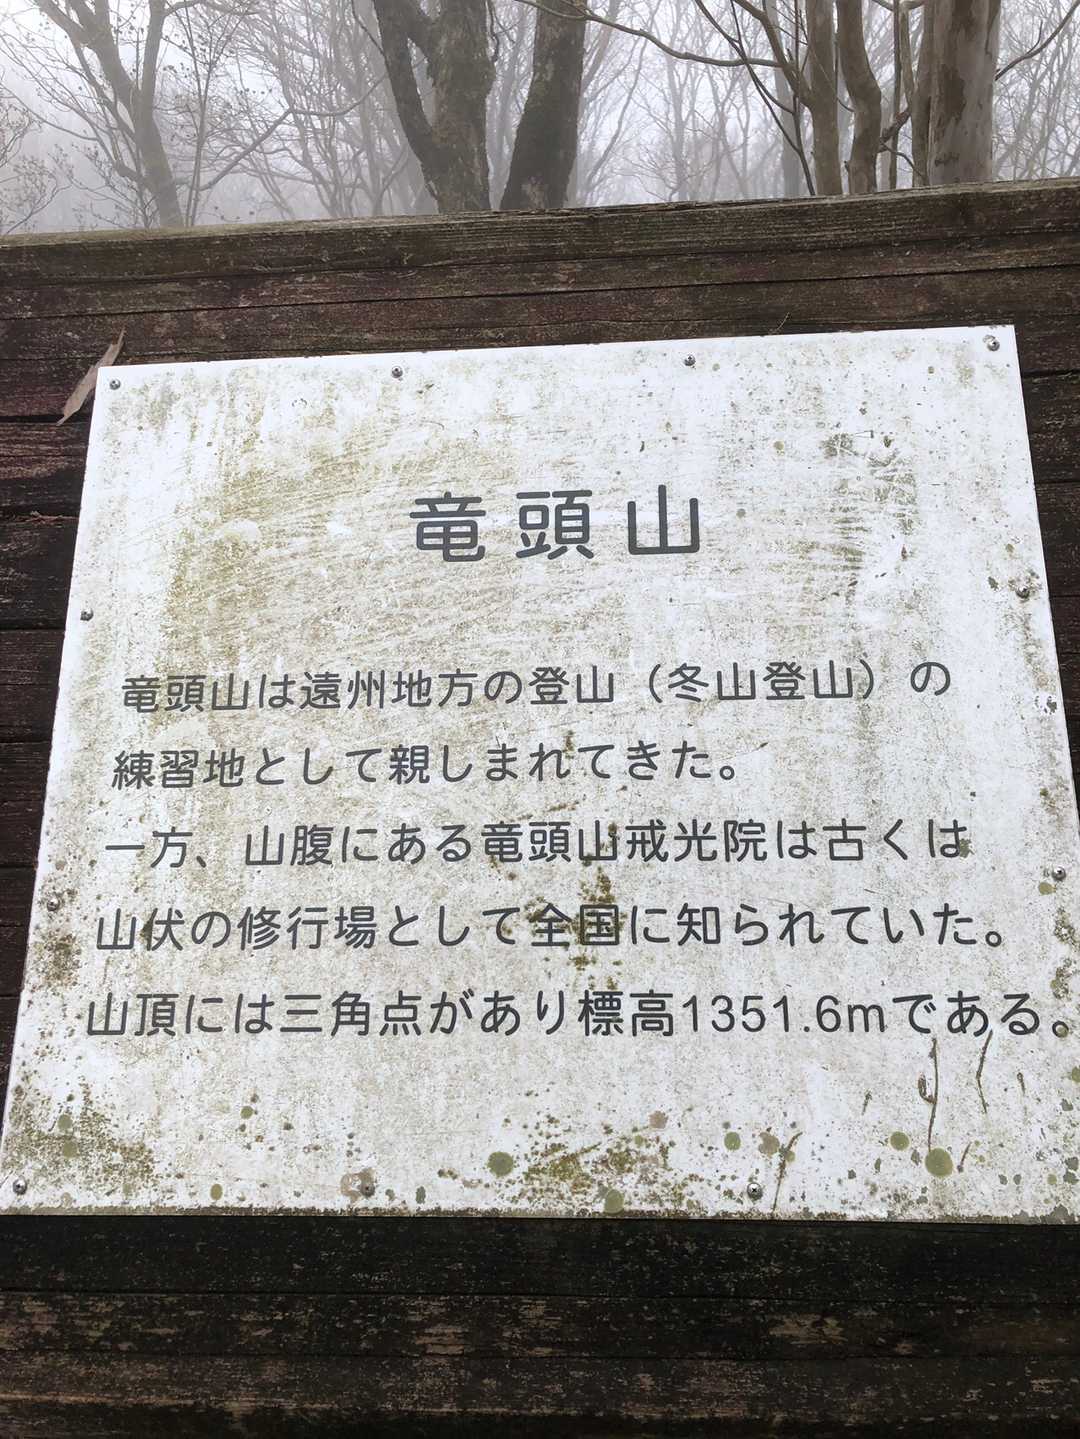 竜頭山
竜頭山は遠州地方の登山（冬山登山）の
練習地として親しまれてきた。
一方、山腹にある竜頭山戒光院は古くは
山伏の修行場として全国に知られていた。
山頂には三角点があり標高1351.6mである。